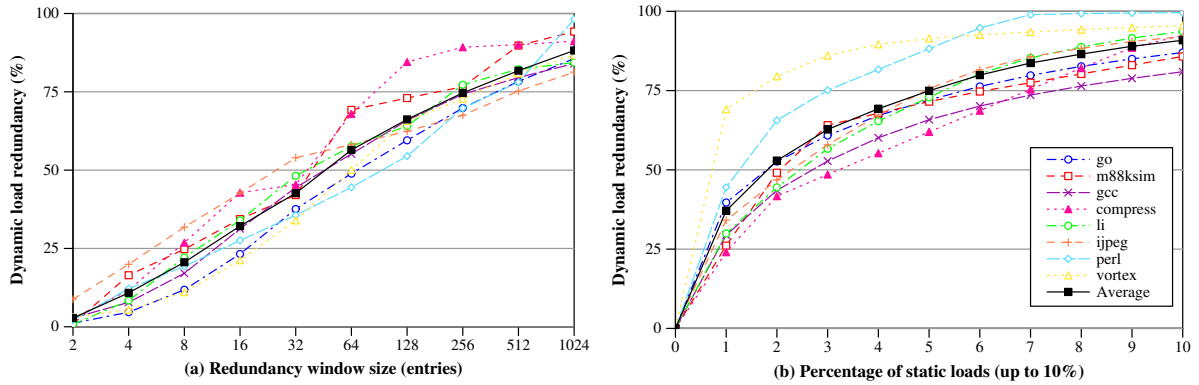 Dynamic load redundancy (%)
100
75
50
25
0
2 4 8 16 32 64 128 256 512 1024
(a) Redundancy window size (entries)
Dynamic load redundancy (%)
100
75
50
25
0
0 1 2 3 4 5 6 7 8 9 10
(b) Percentage of static loads (up to 10%)
go
m88ksim
gcc
compress
li
ijpeg
perl
vortex
Average